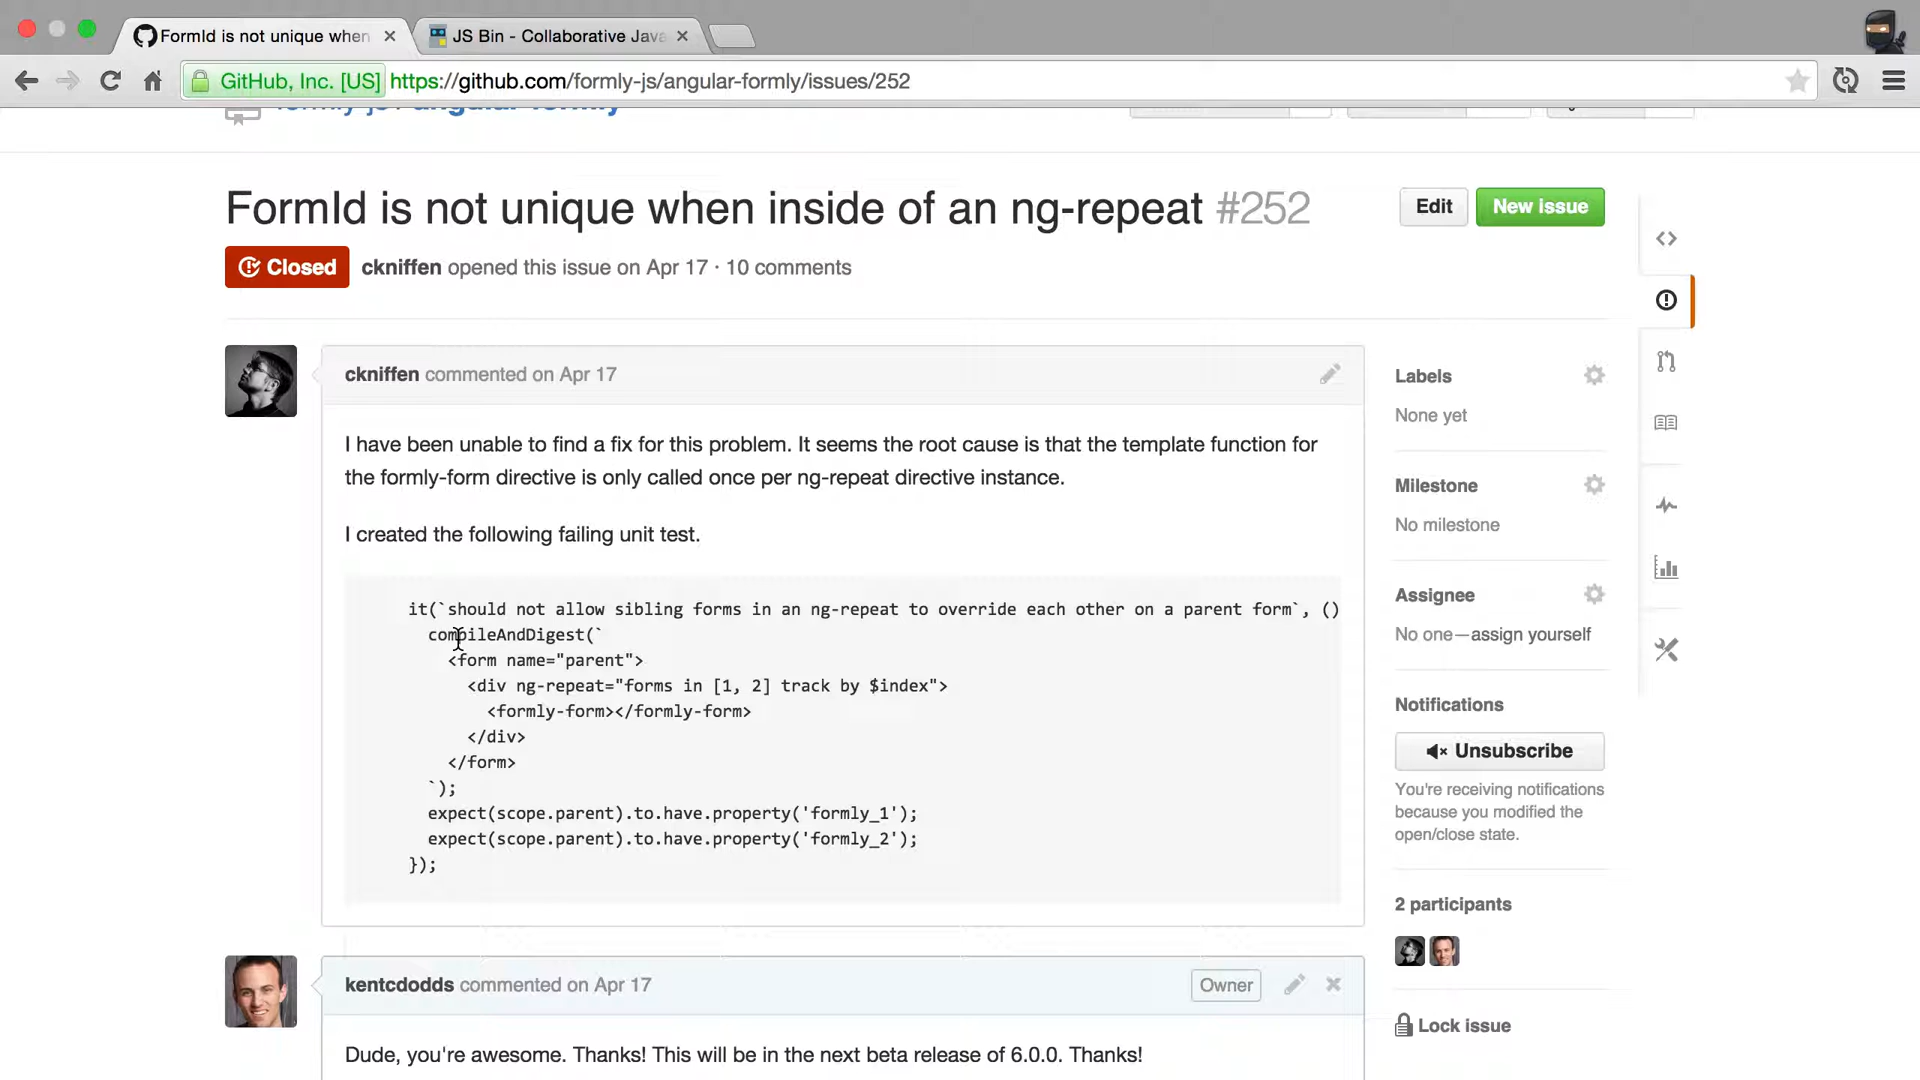 FormId is not unique when
JS Bin - Collaborative Java
GitHub, Inc. [US] https://github.com/formly-js/angular-formly/issues/252
formly-js / angular-formly
FormId is not unique when inside of an ng-repeat #252
Edit
New issue
Closed
ckniffen opened this issue on Apr 17 · 10 comments
ckniffen commented on Apr 17
I have been unable to find a fix for this problem. It seems the root cause is that the template function for
the formly-form directive is only called once per ng-repeat directive instance.
I created the following failing unit test.
it(`should not allow sibling forms in an ng-repeat to override each other on a parent form`, ()
compileAndDigest(`
<form name="parent">
<div ng-repeat="forms in [1, 2] track by $index">
<formly-form></formly-form>
</div>
</form>
`);
expect(scope.parent).to.have.property('formly_1');
expect(scope.parent).to.have.property('formly_2');
});
Labels
None yet
Milestone
No milestone
Assignee
No one—assign yourself
Notifications
Unsubscribe
You're receiving notifications
because you modified the
open/close state.
2 participants
Lock issue
kentcdodds commented on Apr 17
Owner
Dude, you're awesome. Thanks! This will be in the next beta release of 6.0.0. Thanks!